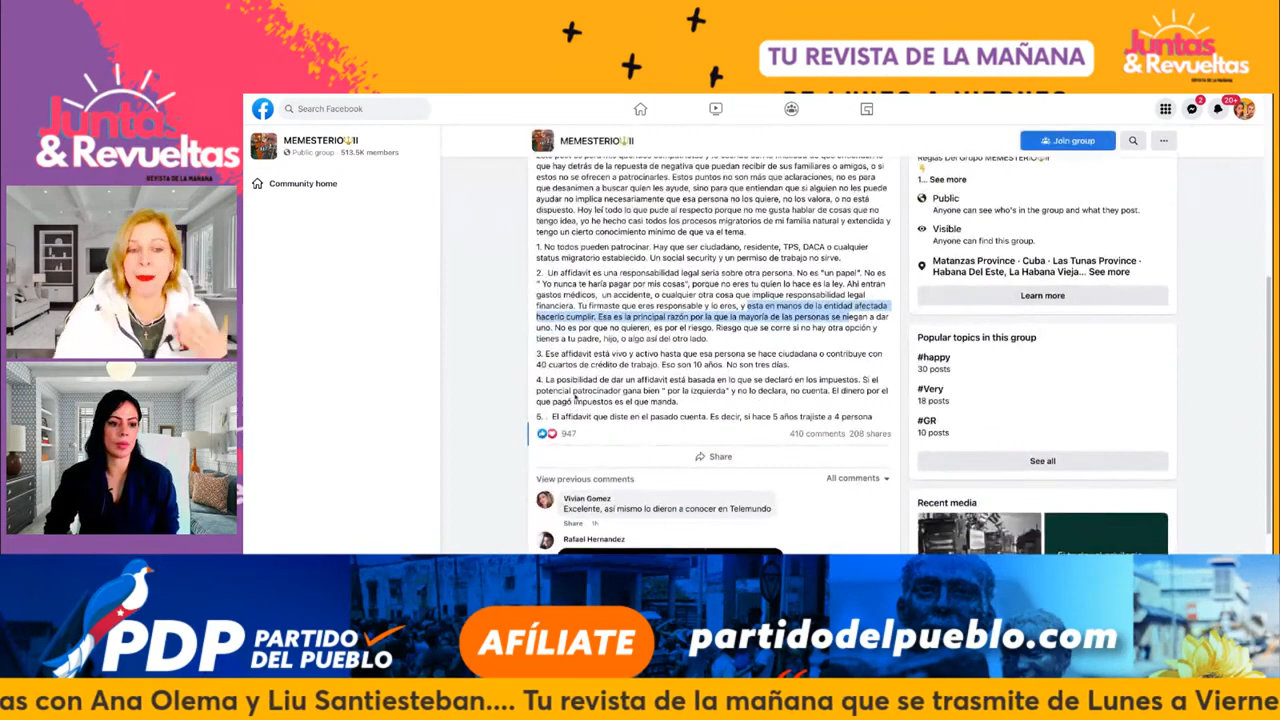 TU REVISTA DE LA MAÑANA
DE LUNES A VIERNES
Juntas
& Revueltas
REVISTA DE LA MAÑANA
Juntas
& Revueltas
TU REVISTA DE LA MAÑANA
Search Facebook
2
20+
MEMESTERIO🔱II
Public group · 513.5K members
Community home
MEMESTERIO🔱II
Join group
hay detrás de la repuesta de negativa que puedan recibir de sus familiares o amigos, o si
estos no se ofrecen a patrocinarles. Estos puntos no son más que aclaraciones, no es para
que desanimen a buscar quien les ayude, sino para que entiendan que si alguien no les puede
ayudar no implica necesariamente que esa persona no los quiere, no los valora, o no está
dispuesto. Hoy leí todo lo que pude al respecto porque no me gusta hablar de cosas que no
tengo idea, yo he hecho casi todos los procesos migratorios de mi familia natural y extendida y
tengo un cierto conocimiento mínimo de que va el tema.
1. No todos pueden patrocinar. Hay que ser ciudadano, residente, TPS, DACA o cualquier
status migratorio establecido. Un social security y un permiso de trabajo no sirve.
2. Un affidavit es una responsabilidad legal seria sobre otra persona. No es "un papel". No es
" Yo nunca te haría pagar por mis cosas", porque no eres tu quien lo hace es la ley. Ahí entran
gastos médicos, un accidente, o cualquier otra cosa que implique responsabilidad legal
financiera. Tu firmaste que eres responsable y lo eres, y esta en manos de la entidad afectada
hacerlo cumplir. Esa es la principal razón por la que la mayoría de las personas se niegan a dar
uno. No es por que no quieren, es por el riesgo. Riesgo que se corre si no hay otra opción y
tienes a tu padre, hijo, o algo así del otro lado.
3. Ese affidavit está vivo y activo hasta que esa persona se hace ciudadana o contribuye con
40 cuartos de crédito de trabajo. Eso son 10 años. No son tres días.
4. La posibilidad de dar un affidavit está basada en lo que se declaró en los impuestos. Si el
potencial patrocinador gana bien " por la izquierda" y no lo declara, no cuenta. El dinero por el
que pagó impuestos es el que manda.
5. . El affidavit que diste en el pasado cuenta. Es decir, si hace 5 años trajiste a 4 persona
947
410 comments 208 shares
Share
View previous comments
All comments
Vivian Gomez
Excelente, así mismo lo dieron a conocer en Telemundo
Share 1h
Rafael Hernandez
Reglas Del Grupo MEMESTERIO🔱II
1... See more
Public
Anyone can see who's in the group and what they post.
Visible
Anyone can find this group.
Matanzas Province · Cuba · Las Tunas Province ·
Habana Del Este, La Habana Vieja... See more
Learn more
Popular topics in this group
#happy
30 posts
#Very
18 posts
#GR
10 posts
See all
Recent media
PDP PARTIDO
DEL PUEBLO
AFÍLIATE
partidodelpueblo.com
as con Ana Olema y Liu Santiesteban.... Tu revista de la mañana que se trasmite de Lunes a Vierne